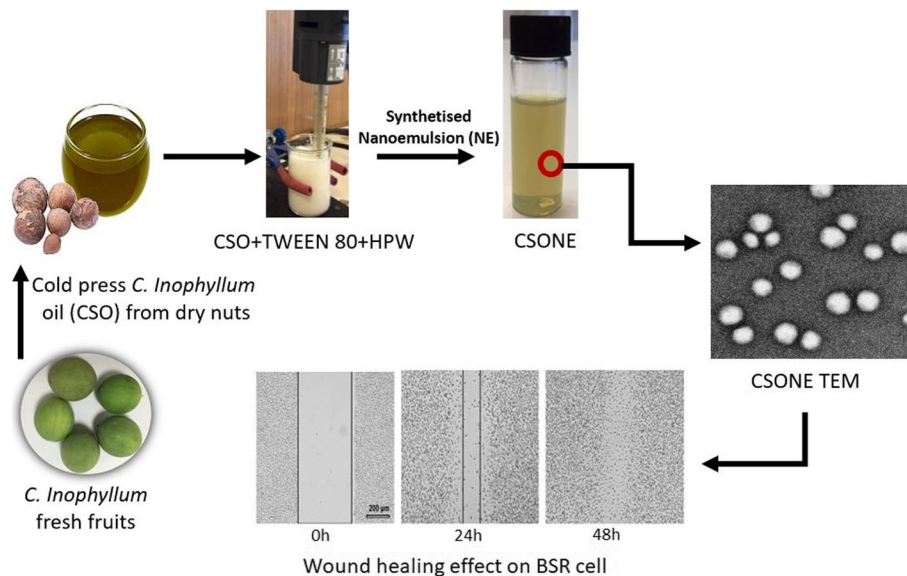 Synthetised
Nanoemulsion (NE)
CSO+TWEEN 80+HPW
CSONE
Cold press C. Inophyllum
oil (CSO) from dry nuts
CSONE TEM
C. Inophyllum
fresh fruits
200 µm
0h
24h
48h
Wound healing effect on BSR cell